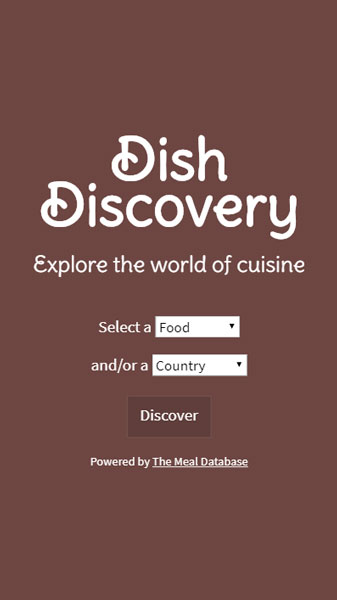 Dish
Discovery
Explore the world of cuisine
Select a Food
and/or a Country
Discover
Powered by The Meal Database